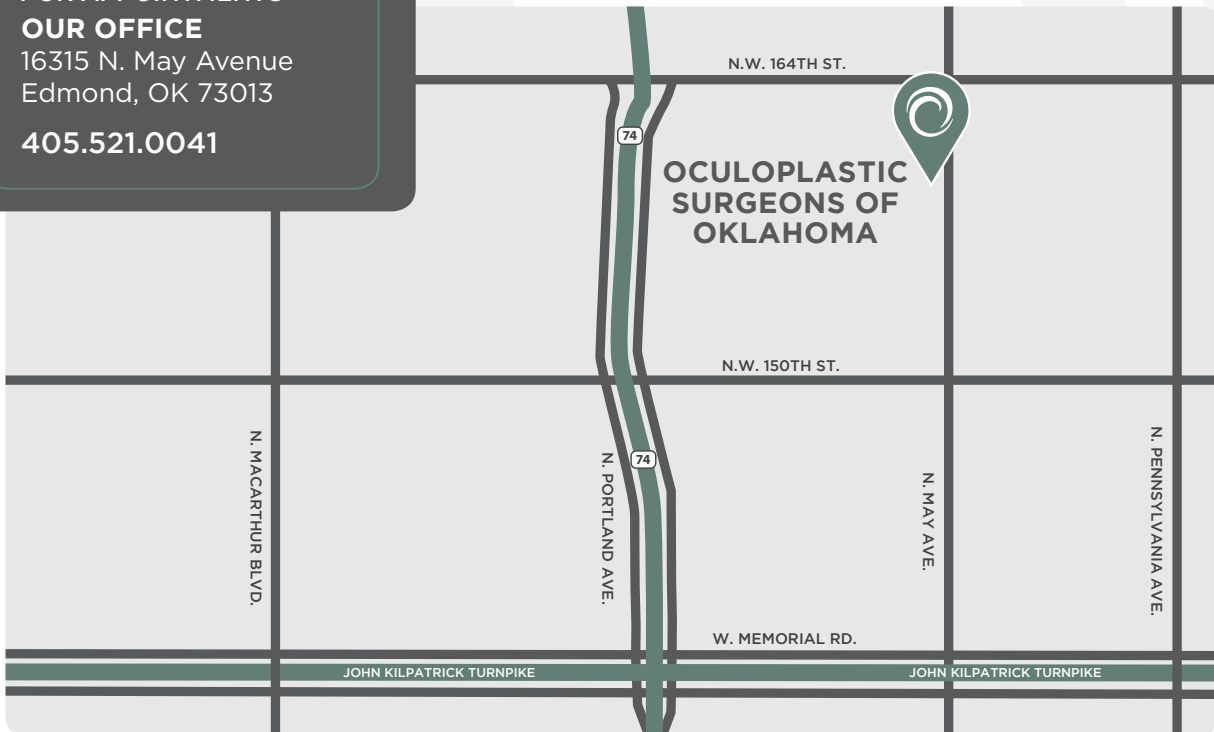 OUR OFFICE
16315 N. May Avenue
Edmond, OK 73013
405.521.0041
N.W. 164TH ST.
74
OCULOPLASTIC
SURGEONS OF
OKLAHOMA
N.W. 150TH ST.
74
N. MACARTHUR BLVD.
N. PORTLAND AVE.
N. MAY AVE.
N. PENNSYLVANIA AVE.
W. MEMORIAL RD.
JOHN KILPATRICK TURNPIKE
JOHN KILPATRICK TURNPIKE